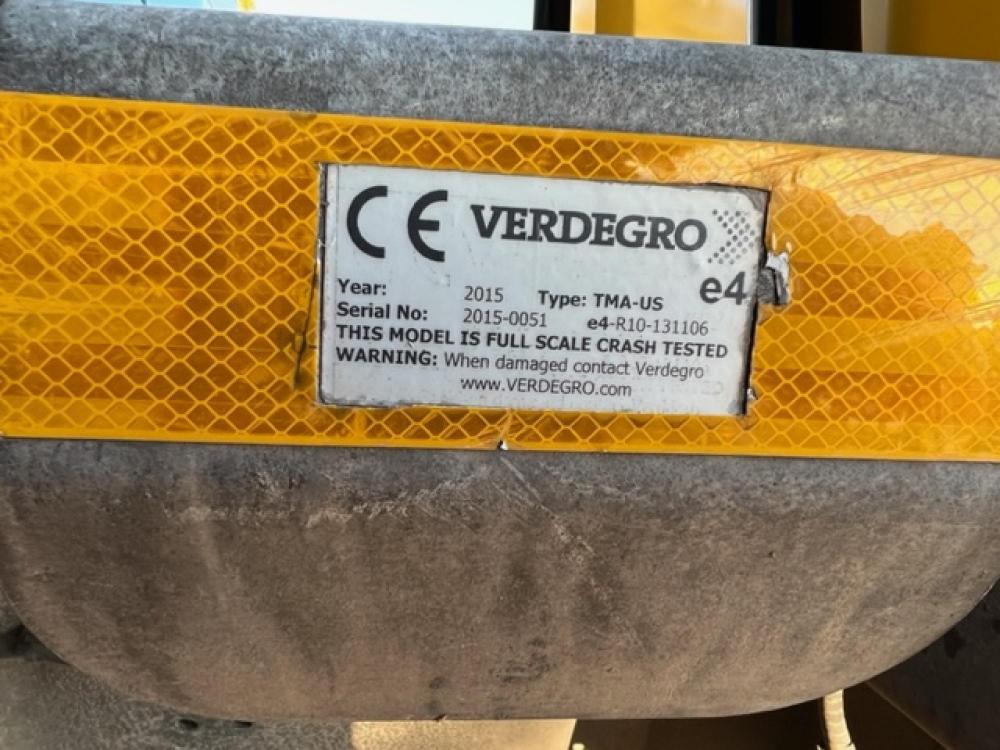 CE VERDEGRO
e4
Year: 2015 Type: TMA-US
Serial No: 2015-0051 e4-R10-131106
THIS MODEL IS FULL SCALE CRASH TESTED
WARNING: When damaged contact Verdegro
www.VERDEGRO.com